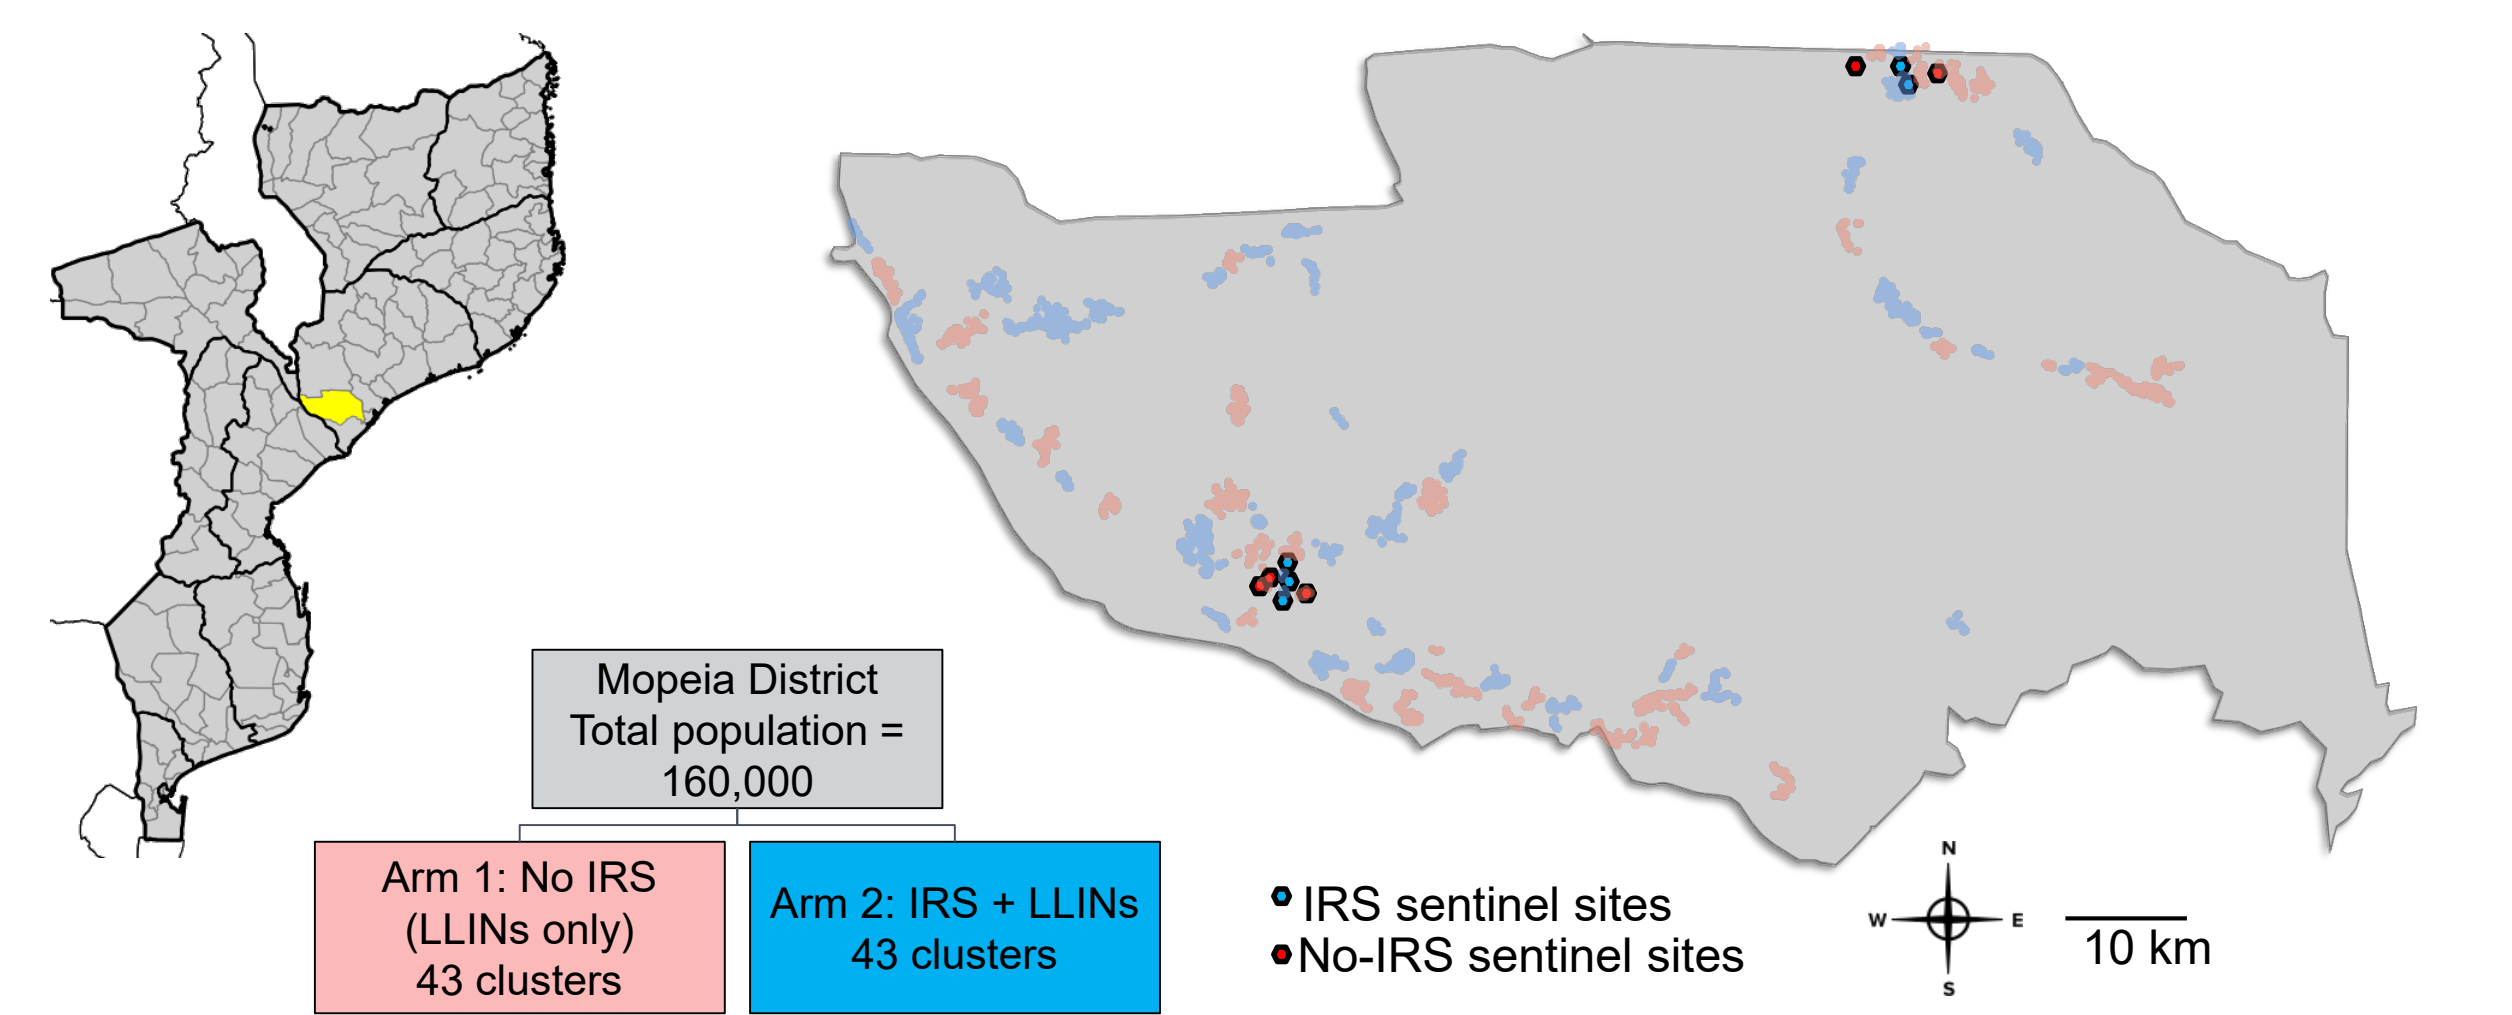 Mopeia District
Total population =
160,000
Arm 1: No IRS
(LLINs only)
43 clusters
Arm 2: IRS + LLINs
43 clusters
IRS sentinel sites
No-IRS sentinel sites
N
W
E
S
10 km